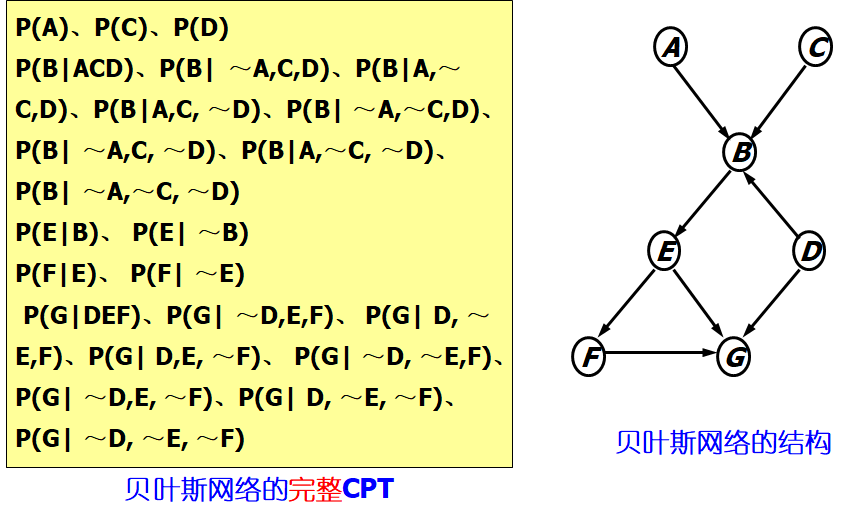 P(A)、P(C)、P(D)
P(B|ACD)、P(B| ～A,C,D)、P(B|A,～
C,D)、P(B|A,C, ～D)、P(B| ～A,～C,D)、
P(B| ～A,C, ～D)、P(B|A,～C, ～D)、
P(B| ～A,～C, ～D)
P(E|B)、 P(E| ～B)
P(F|E)、 P(F| ～E)
P(G|DEF)、P(G| ～D,E,F)、 P(G| D, ～
E,F)、P(G| D,E, ～F)、 P(G| ～D, ～E,F)、
P(G| ～D,E, ～F)、P(G| D, ～E, ～F)、
P(G| ～D, ～E, ～F)
贝叶斯网络的完整CPT
A
C
B
E
D
F
G
贝叶斯网络的结构